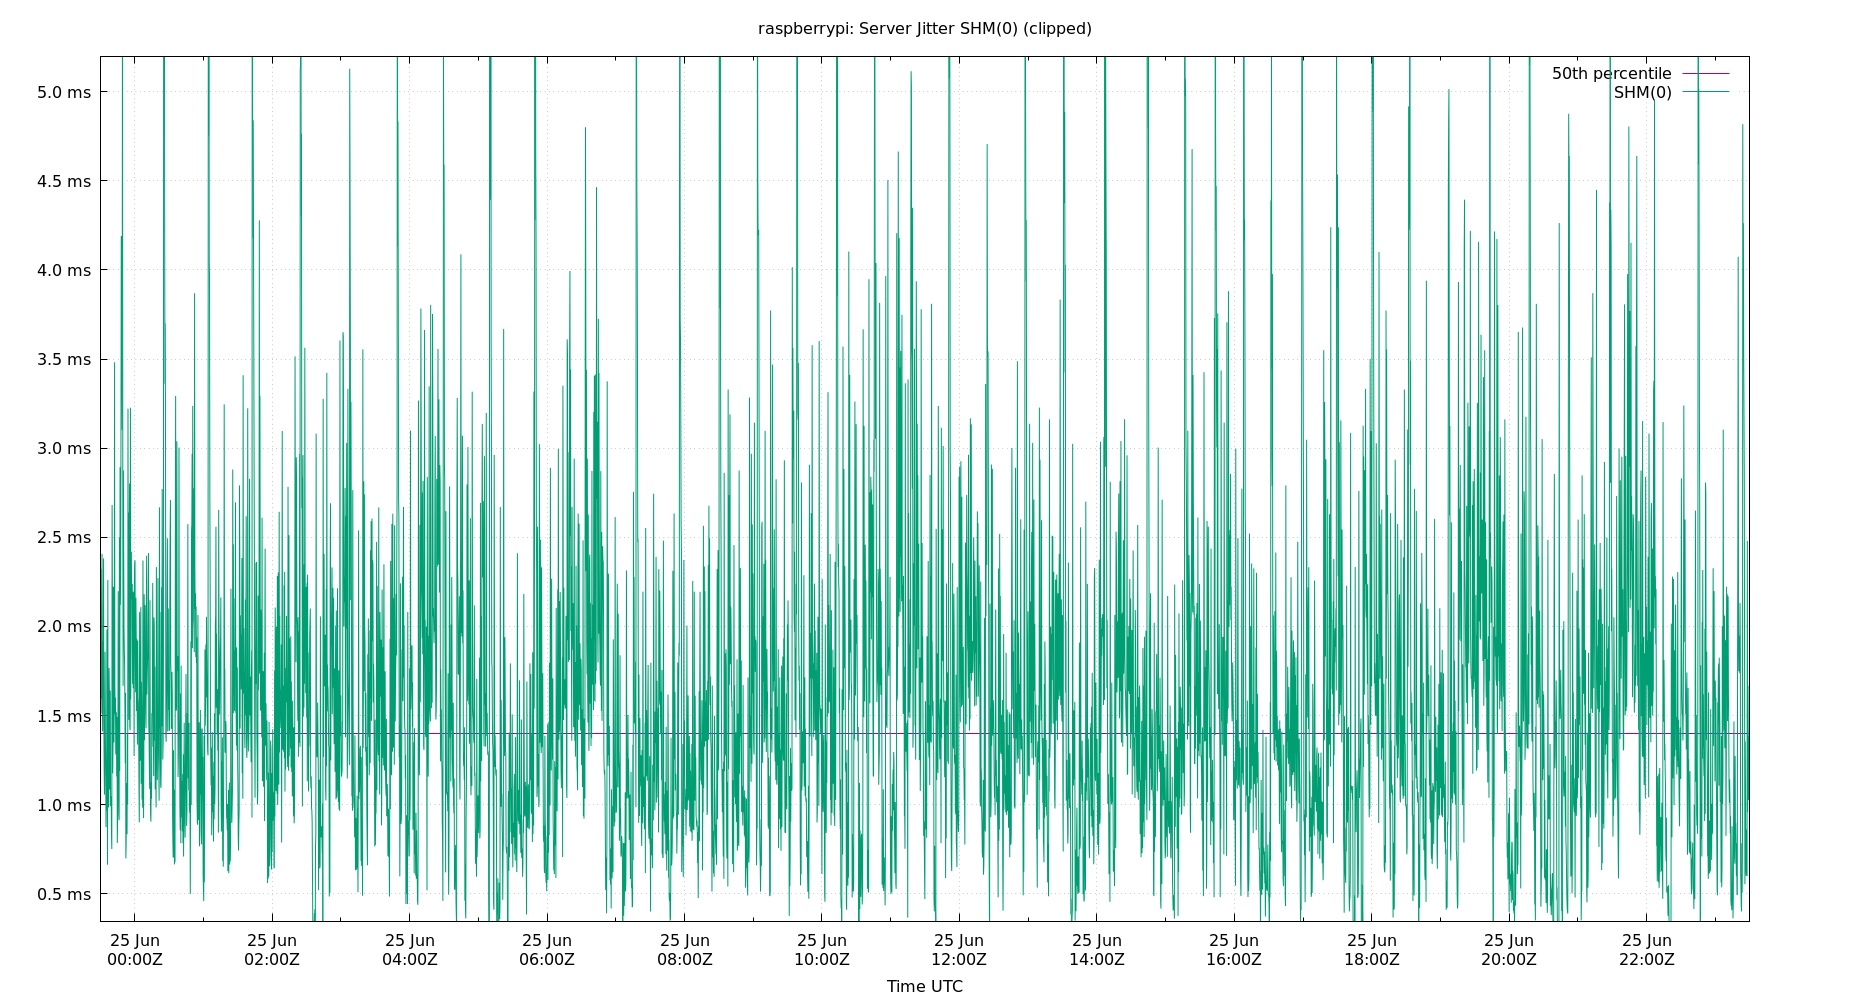 raspberrypi: Server Jitter SHM(0) (clipped)
50th percentile
SHM(0)
5.0 ms
4.5 ms
4.0 ms
3.5 ms
3.0 ms
2.5 ms
2.0 ms
1.5 ms
1.0 ms
0.5 ms
25 Jun 25 Jun 25 Jun 25 Jun 25 Jun 25 Jun 25 Jun 25 Jun 25 Jun 25 Jun 25 Jun 25 Jun
00:00Z 02:00Z 04:00Z 06:00Z 08:00Z 10:00Z 12:00Z 14:00Z 16:00Z 18:00Z 20:00Z 22:00Z
Time UTC